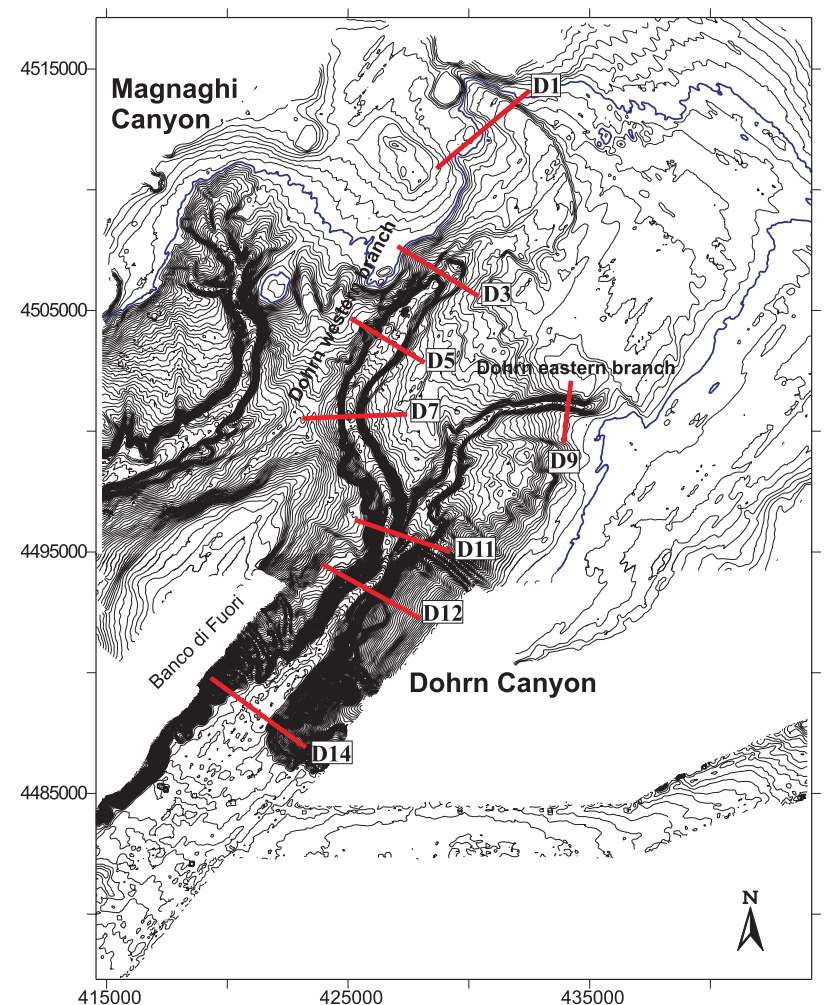 4515000
D1
Magnaghi
Canyon
Dohrn western branch
D3
4505000
D5
Dohrn eastern branch
D7
D9
4495000
D11
D12
Banco di Fuori
Dohrn Canyon
D14
4485000
N
415000
425000
435000